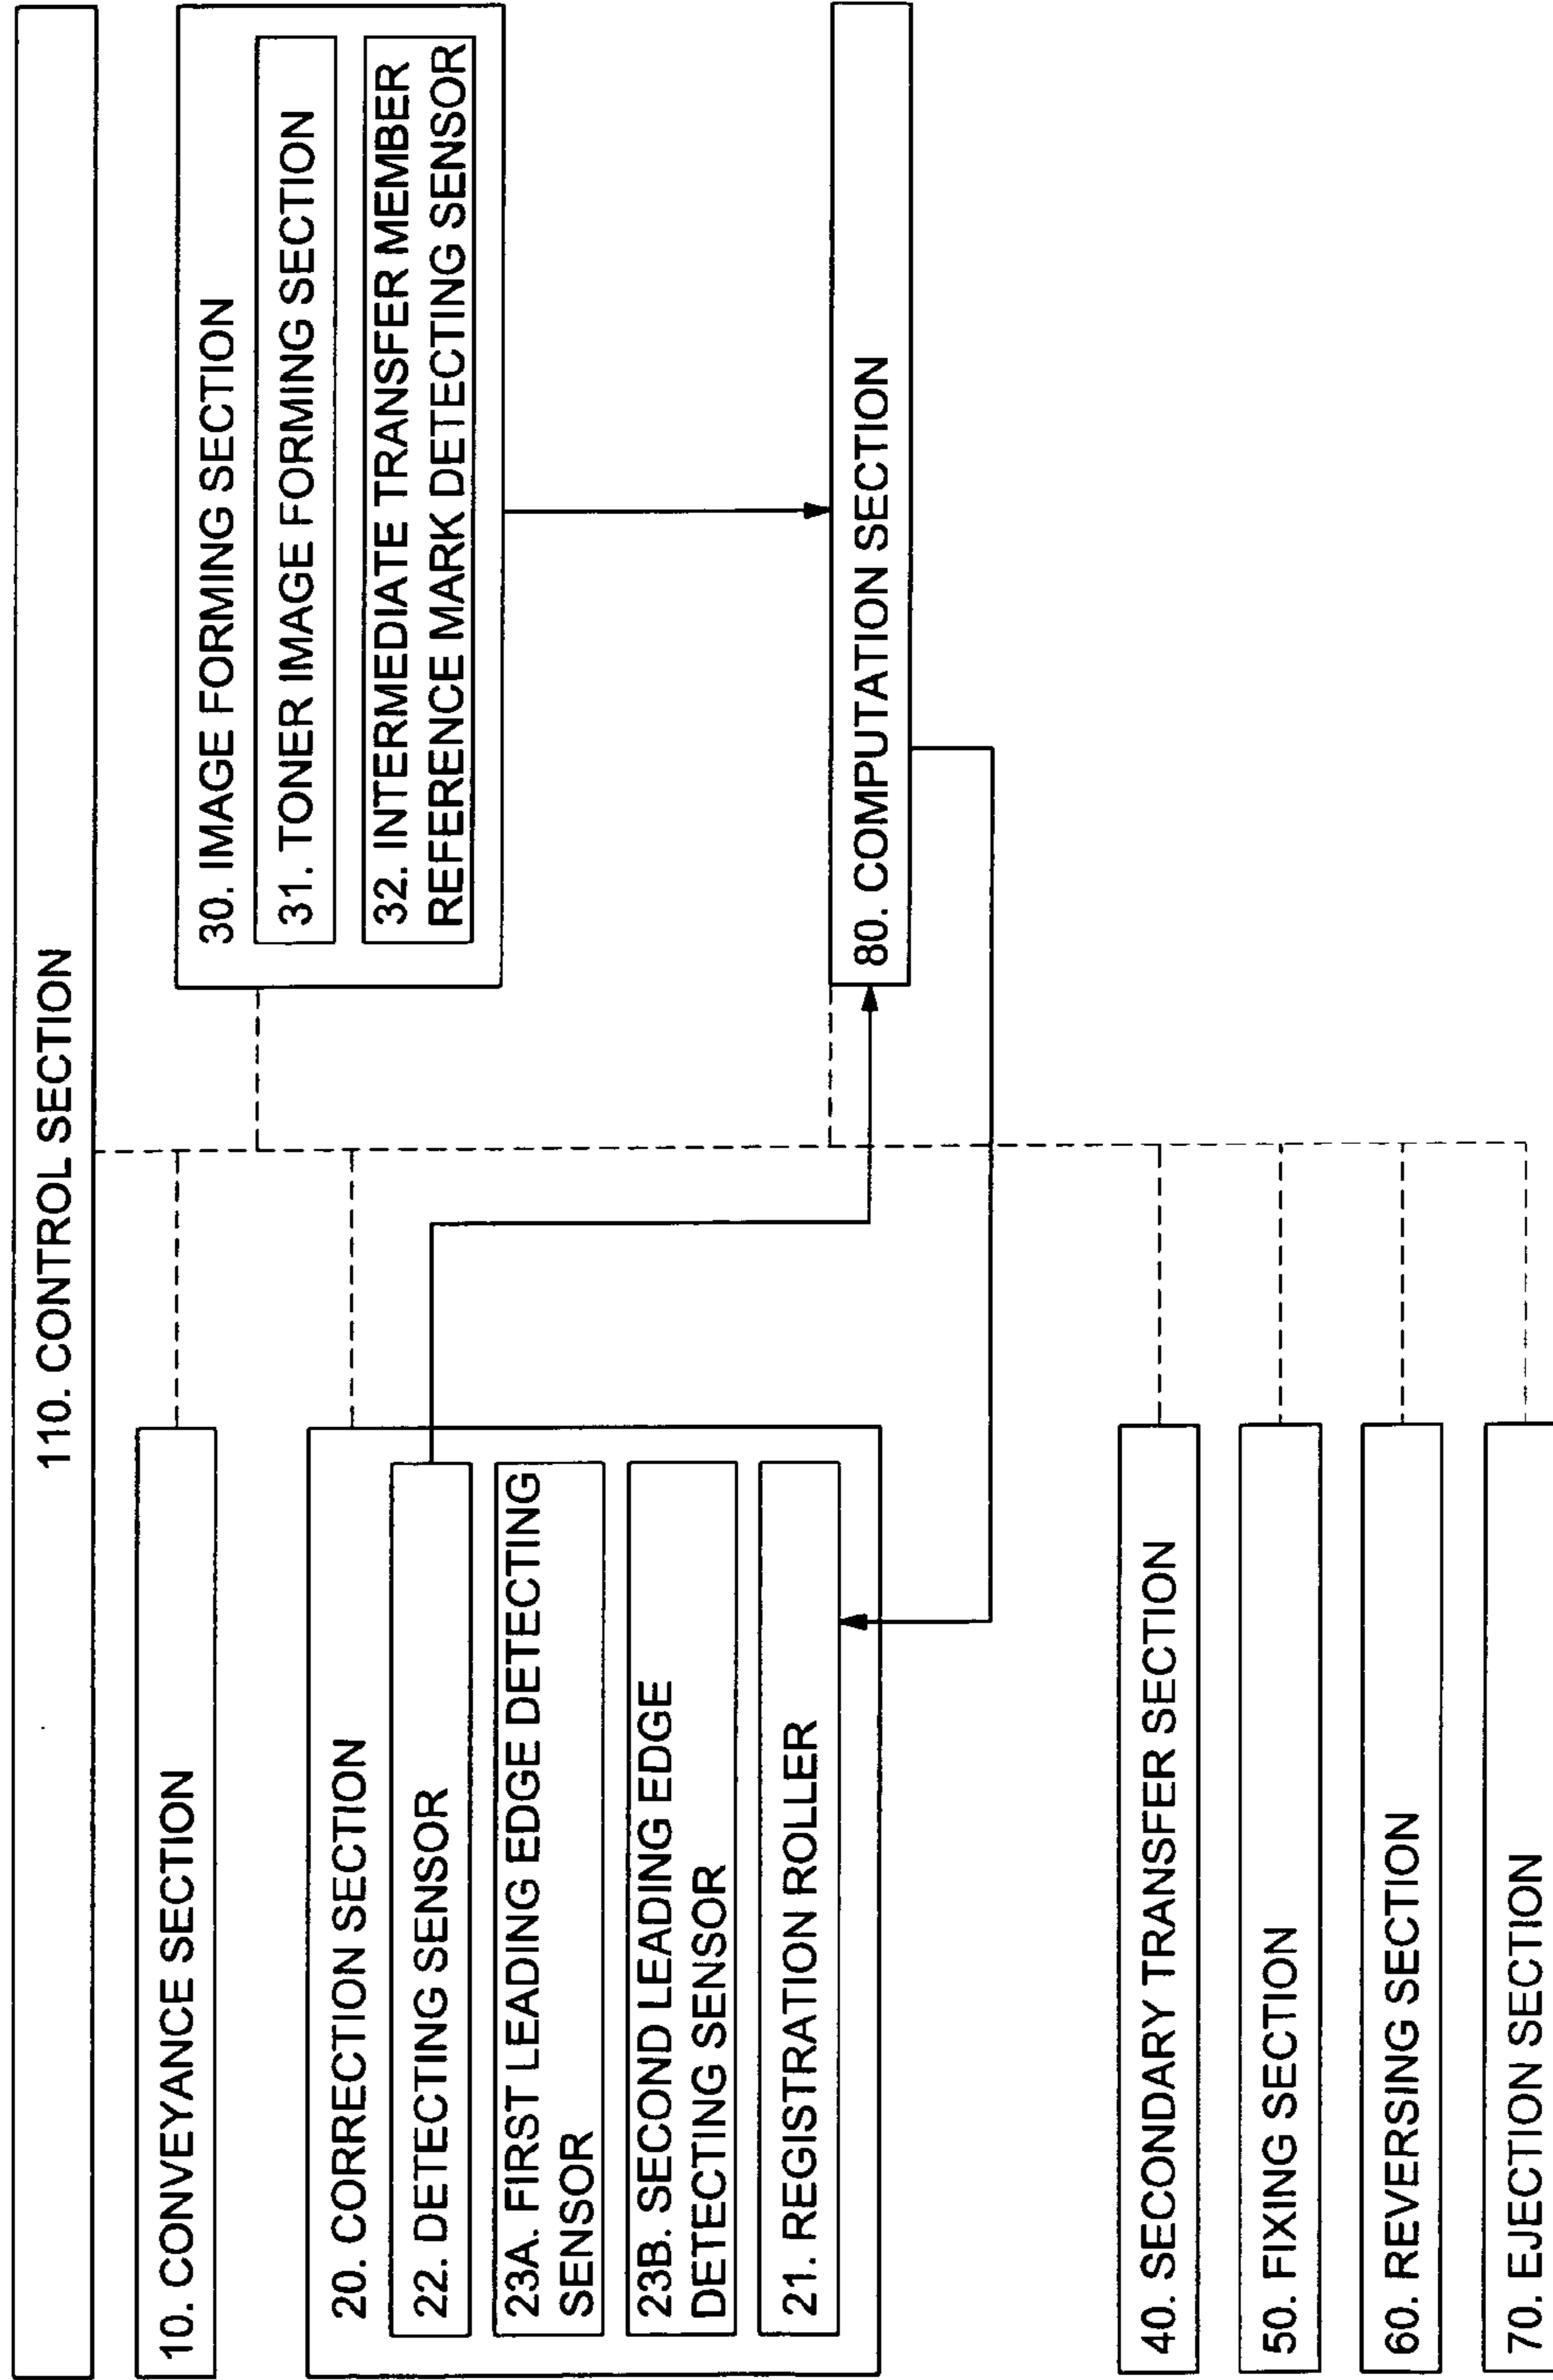 110. CONTROL SECTION
10. CONVEYANCE SECTION
20. CORRECTION SECTION
22. DETECTING SENSOR
23A. FIRST LEADING EDGE DETECTING
SENSOR
23B. SECOND LEADING EDGE
DETECTING SENSOR
21. REGISTRATION ROLLER
30. IMAGE FORMING SECTION
31. TONER IMAGE FORMING SECTION
32. INTERMEDIATE TRANSFER MEMBER
REFERENCE MARK DETECTING SENSOR
80. COMPUTATION SECTION
40. SECONDARY TRANSFER SECTION
50. FIXING SECTION
60. REVERSING SECTION
70. EJECTION SECTION